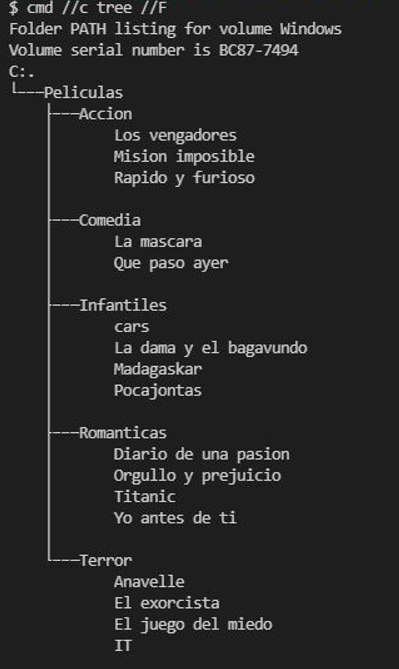 $ cmd //c tree //F
Folder PATH listing for volume Windows
Volume serial number is BC87-7494
C:.
└───Peliculas
    ├───Accion
    │       Los vengadores
    │       Mision imposible
    │       Rapido y furioso
    │
    ├───Comedia
    │       La mascara
    │       Que paso ayer
    │
    ├───Infantiles
    │       cars
    │       La dama y el bagavundo
    │       Madagaskar
    │       Pocajontas
    │
    ├───Romanticas
    │       Diario de una pasion
    │       Orgullo y prejuicio
    │       Titanic
    │       Yo antes de ti
    │
    └───Terror
            Anavelle
            El exorcista
            El juego del miedo
            IT